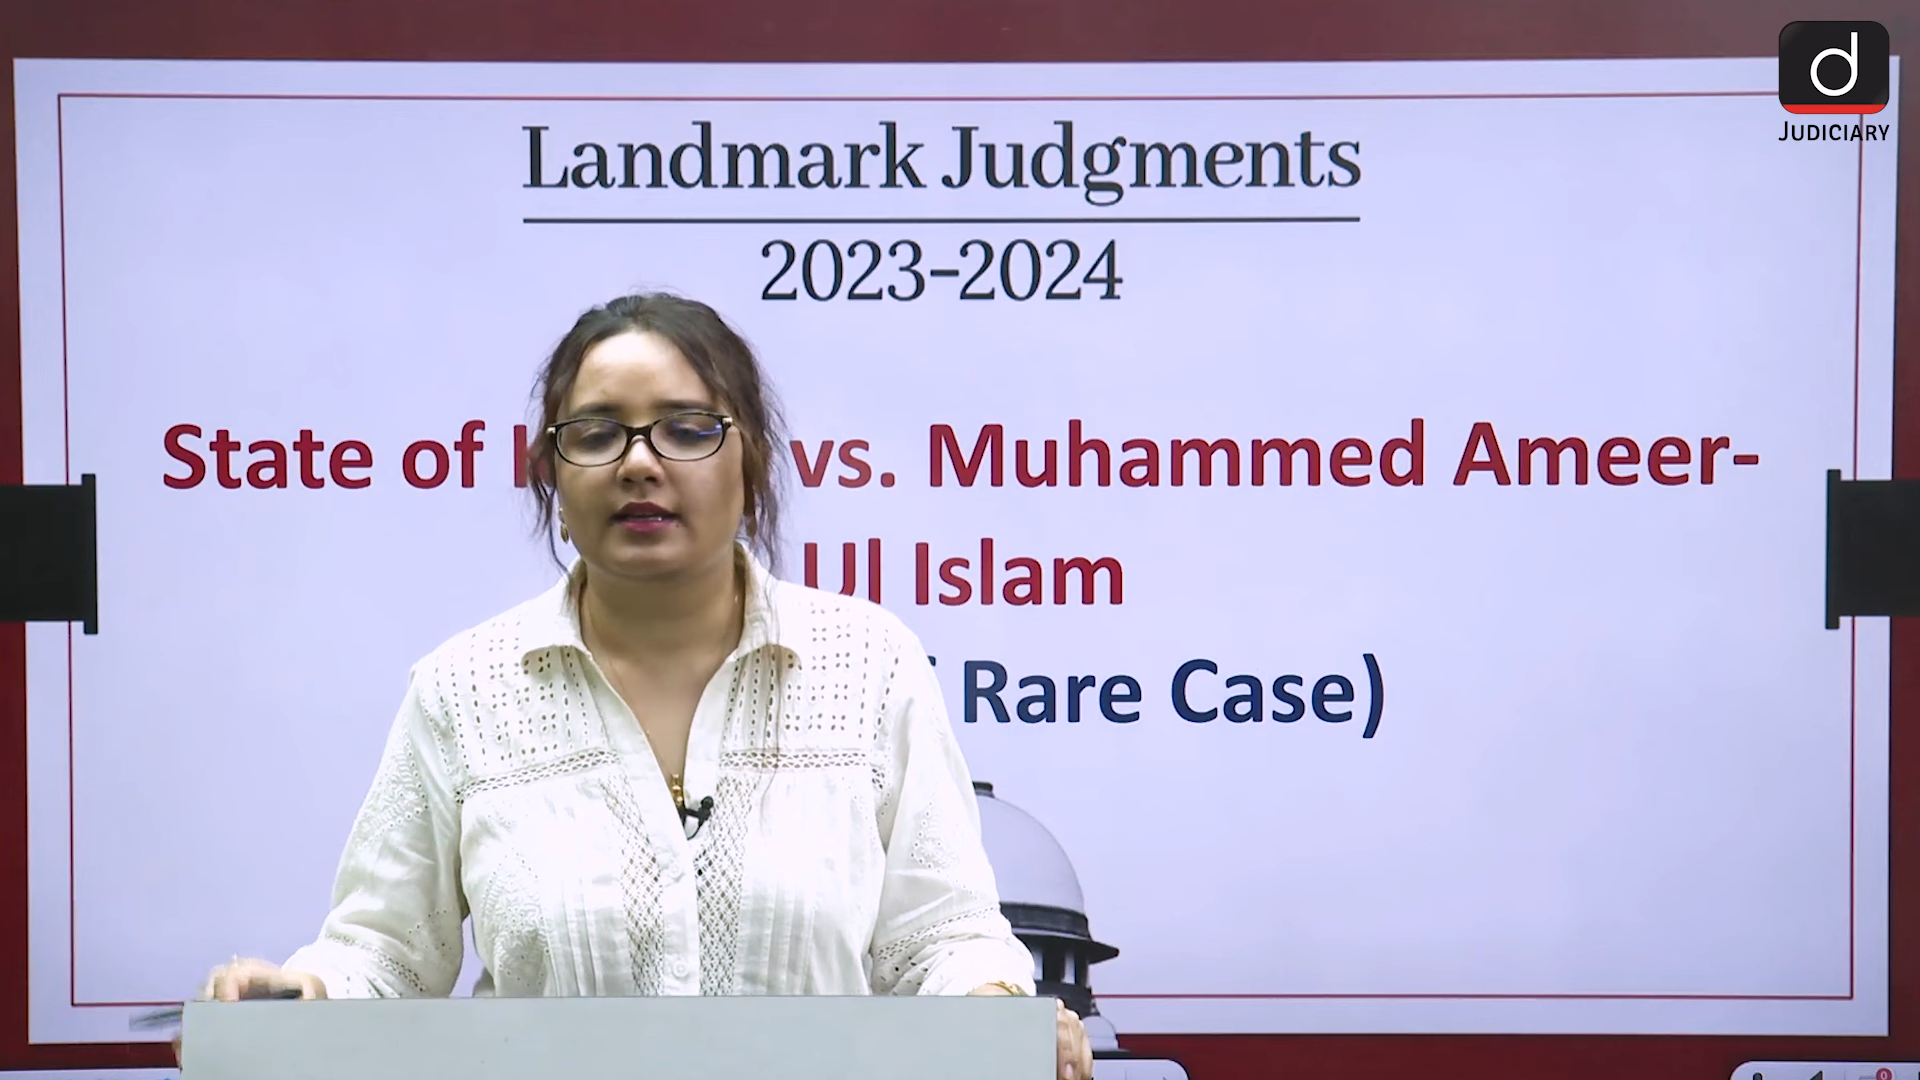 JUDICIARY
Landmark Judgments
2023-2024
State of vs. Muhammed Ameer-
Ul Islam
Rare Case)